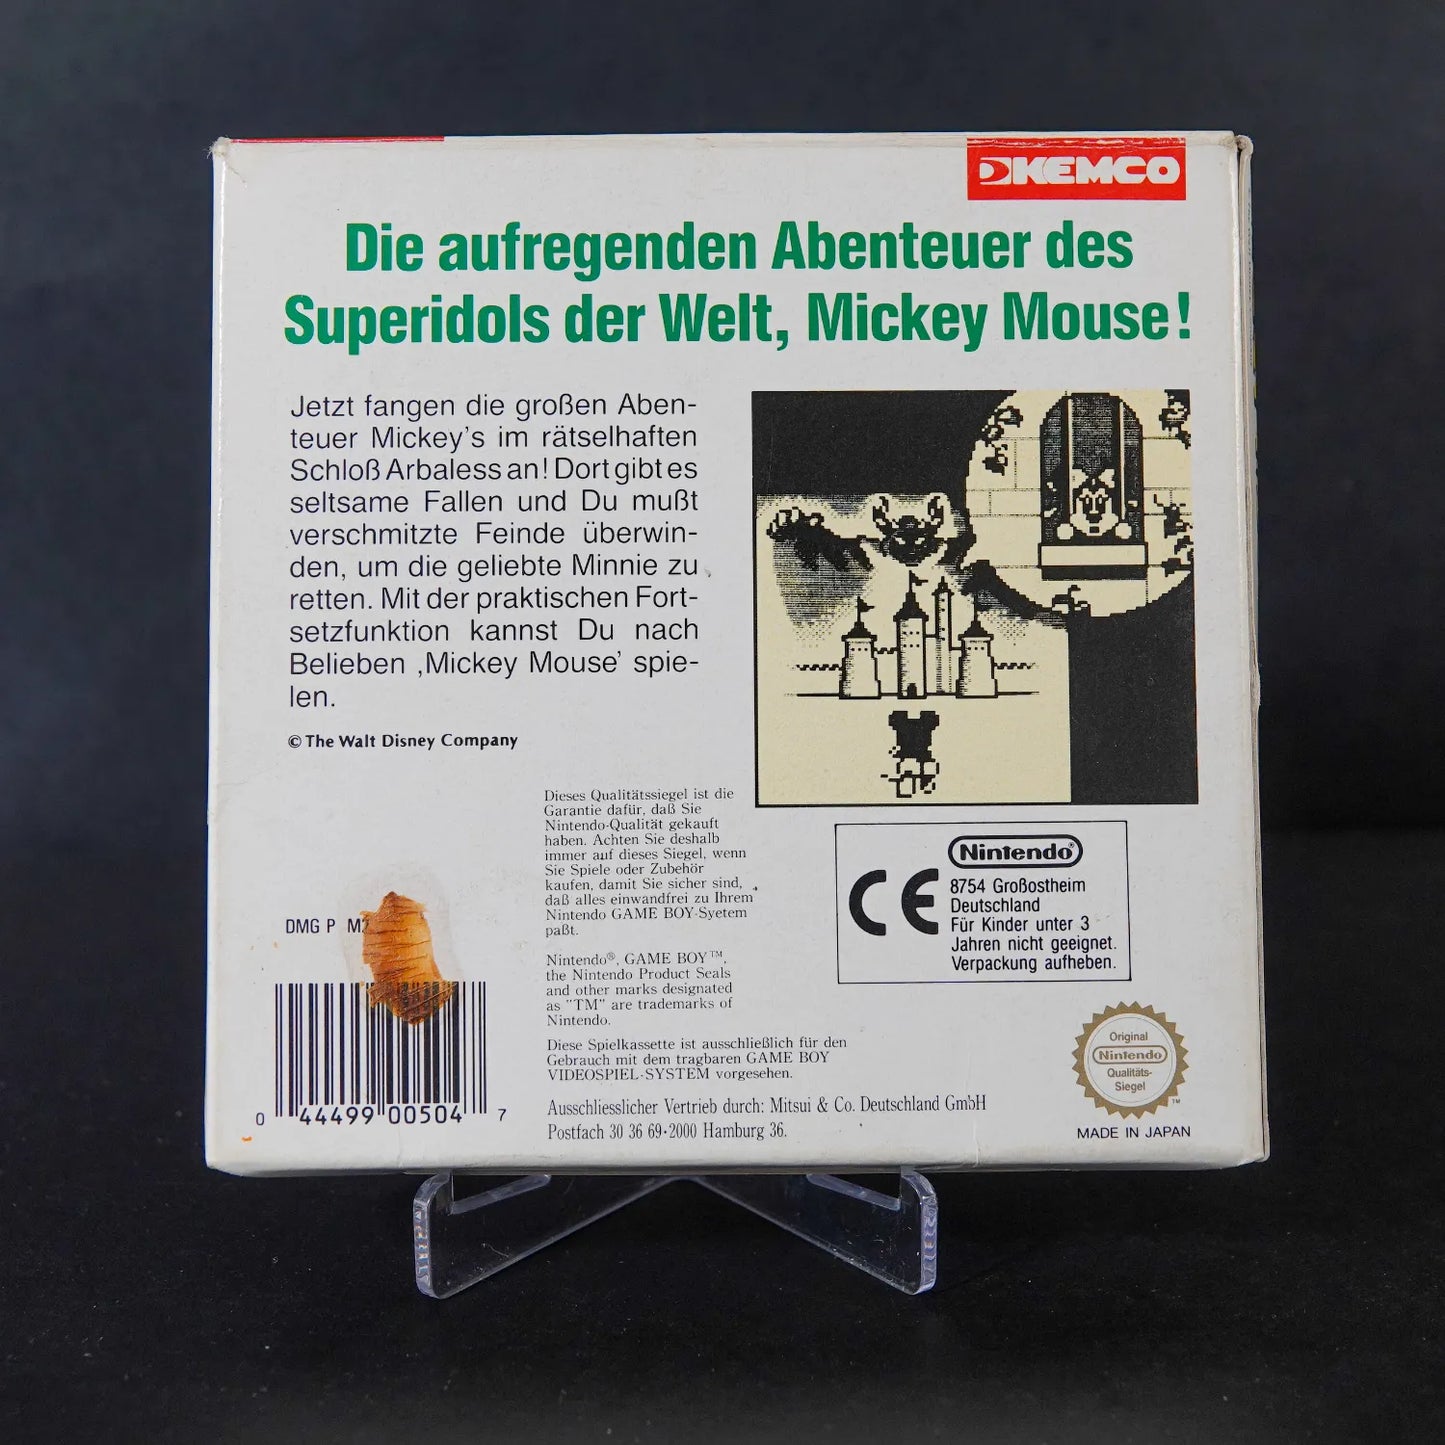 KEMCO
Die aufregenden Abenteuer des
Superidols der Welt, Mickey Mouse!
Jetzt fangen die großen Aben-
teuer Mickey's im rätselhaften
Schloß Arbaless an! Dort gibt es
seltsame Fallen und Du mußt
verschmitzte Feinde überwin-
den, um die geliebte Minnie zu
retten. Mit der praktischen Fort-
setzfunktion kannst Du nach
Belieben ‚Mickey Mouse' spie-
len.
© The Walt Disney Company
Dieses Qualitätssiegel ist die
Garantie dafür, daß Sie
Nintendo-Qualität gekauft
haben. Achten Sie deshalb
immer auf dieses Siegel, wenn
Sie Spiele oder Zubehör
kaufen, damit Sie sicher sind,
daß alles einwandfrei zu Ihrem
Nintendo GAME BOY-Syetem
paßt.
Nintendo®, GAME BOY™,
the Nintendo Product Seals
and other marks designated
as "TM" are trademarks of
Nintendo.
Diese Spielkassette ist ausschließlich für den
Gebrauch mit dem tragbaren GAME BOY
VIDEOSPIEL-SYSTEM vorgesehen.
Ausschliesslicher Vertrieb durch: Mitsui & Co. Deutschland GmbH
Postfach 30 36 69·2000 Hamburg 36.
DMG P
0 44499 00504 7
CE
Nintendo®
8754 Großostheim
Deutschland
Für Kinder unter 3
Jahren nicht geeignet.
Verpackung aufheben.
Original
Nintendo
Qualitäts-
Siegel
TM
MADE IN JAPAN